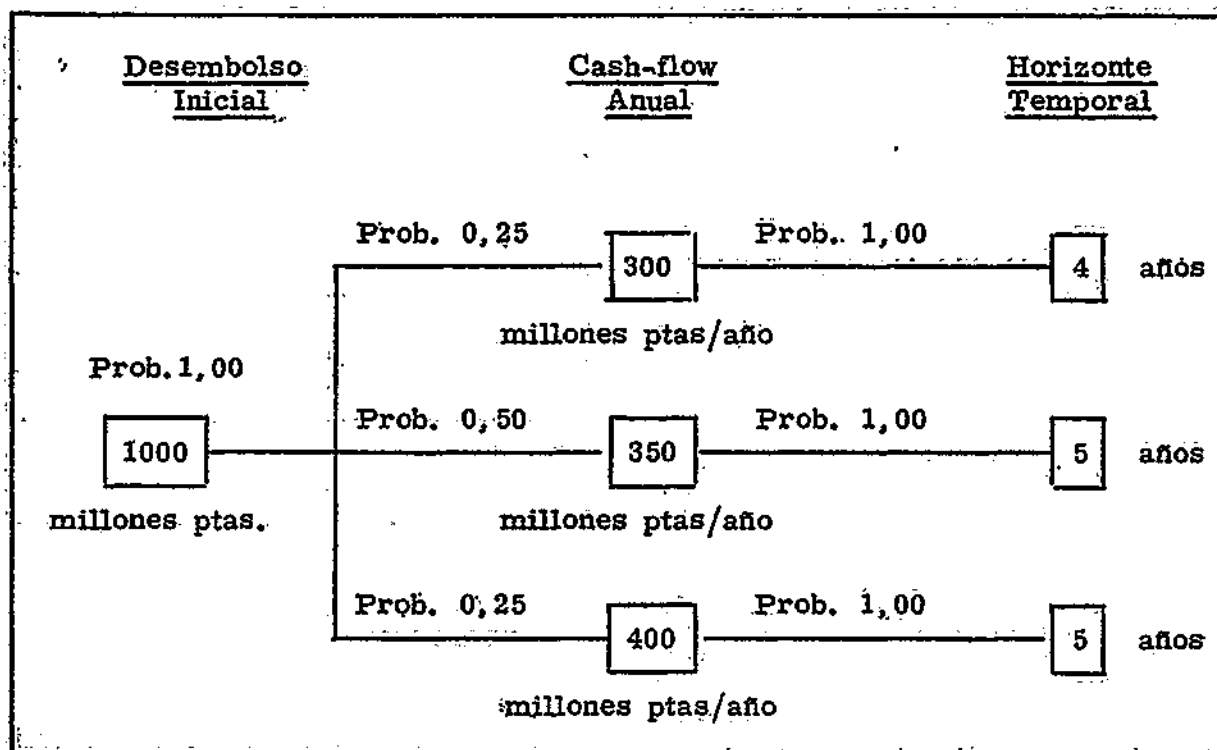 Desembolso Inicial
Cash-flow Anual
Horizonte Temporal
Prob. 0,25
300
millones ptas/año
Prob. 1,00
4 años
Prob. 1,00
1000
millones ptas.
Prob. 0,50
350
millones ptas/año
Prob. 1,00
5 años
Prob. 0,25
400
millones ptas/año
Prob. 1,00
5 años